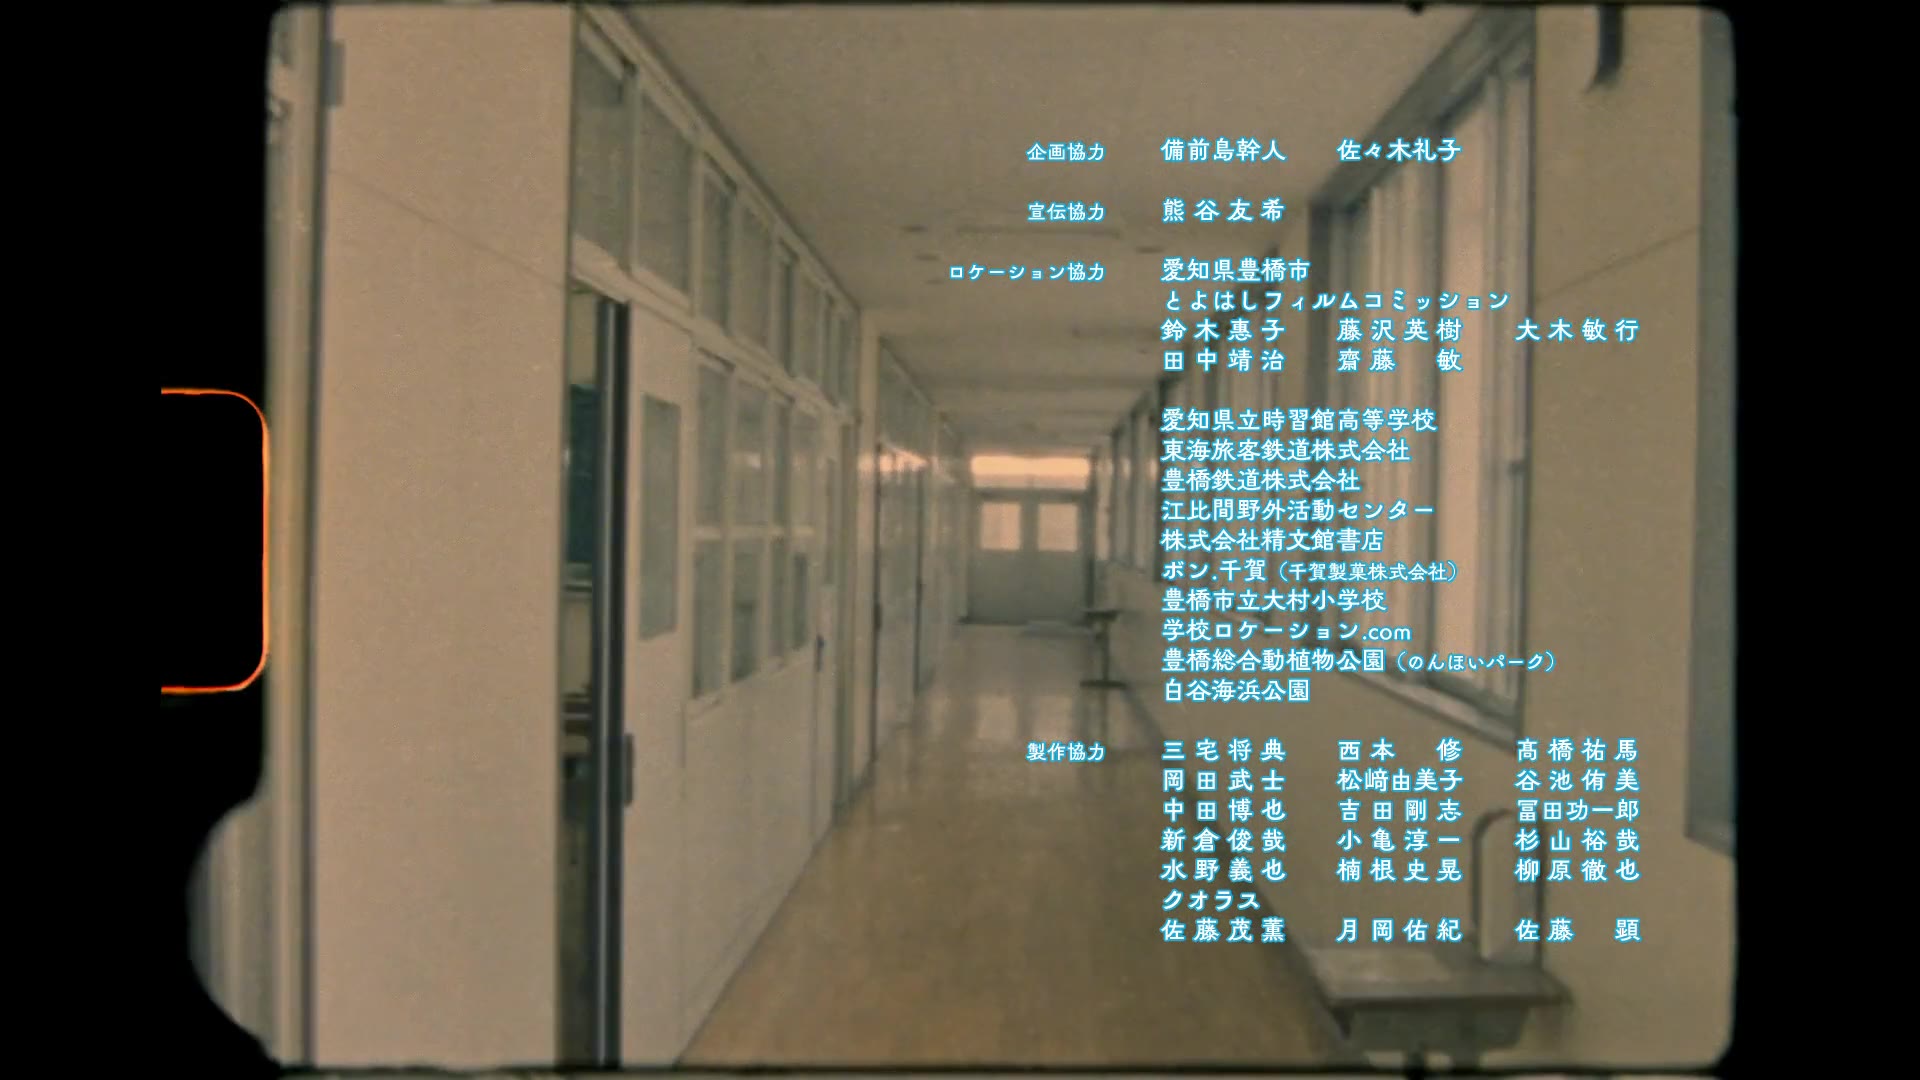 企画協力 備前島幹人 佐々木礼子
宣伝協力 熊谷友希
ロケーション協力 愛知県豊橋市
とよはしフィルムコミッション
鈴木惠子 藤沢英樹 大木敏行
田中靖治 齋藤 敏
愛知県立時習館高等学校
東海旅客鉄道株式会社
豊橋鉄道株式会社
江比間野外活動センター
株式会社精文館書店
ボン.千賀(千賀製菓株式会社)
豊橋市立大村小学校
学校ロケーション.com
豊橋総合動植物公園(のんほいパーク)
白谷海浜公園
製作協力 三宅将典 西本 修 髙橋祐馬
岡田武士 松﨑由美子 谷池侑美
中田博也 吉田剛志 冨田功一郎
新倉俊哉 小亀淳一 杉山裕哉
水野義也 楠根史晃 柳原徹也
クオラス
佐藤茂薫 月岡佑紀 佐藤 顕